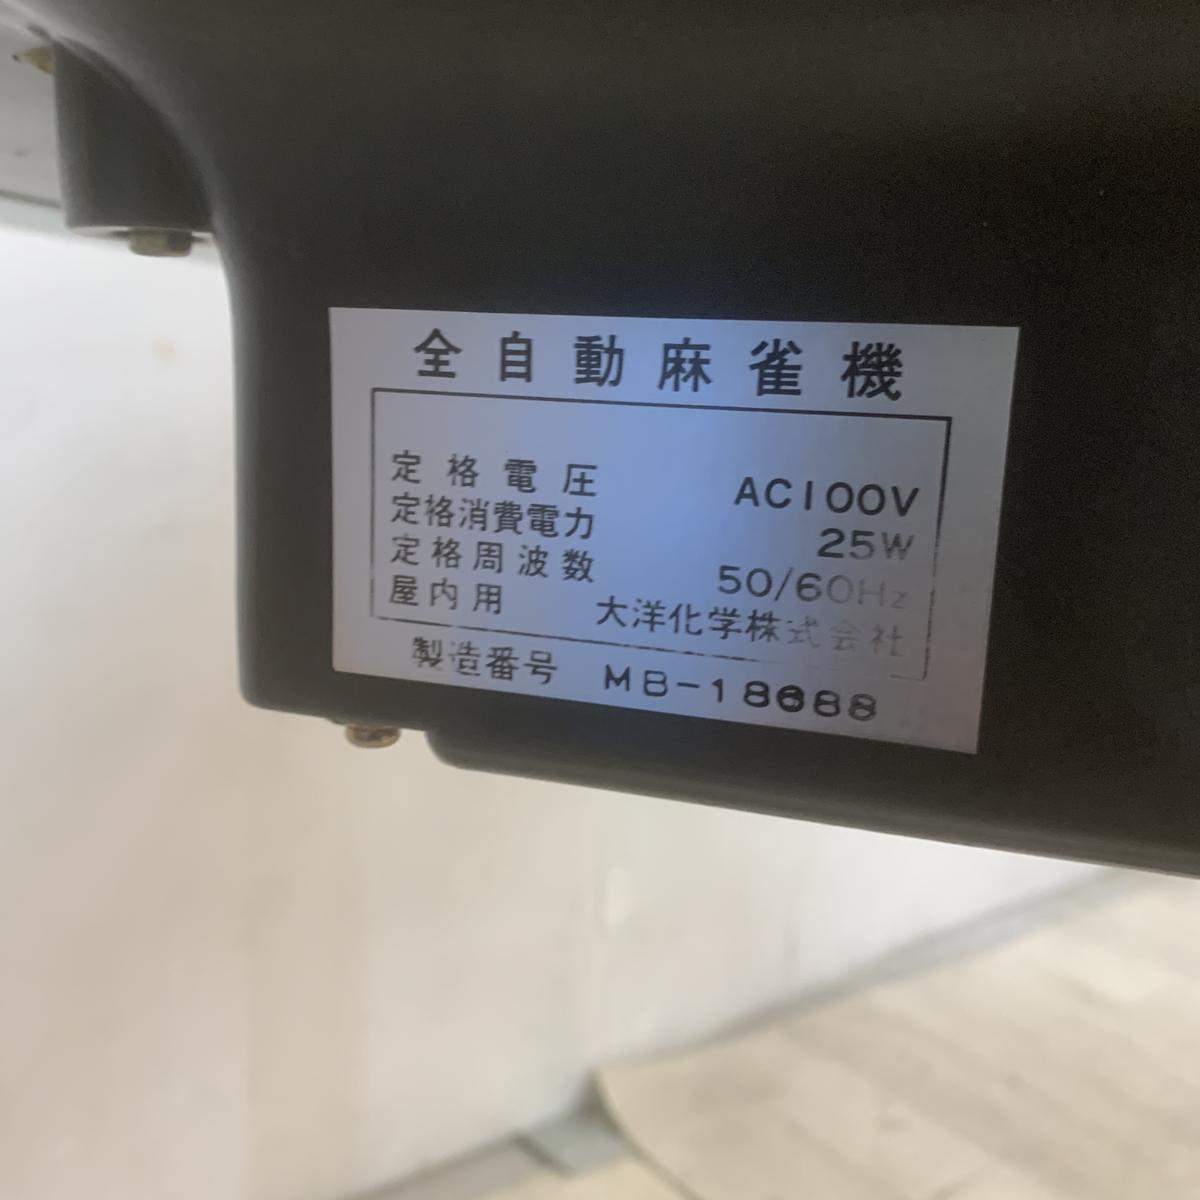 全自動麻雀機
定格電圧 AC100V
定格消費電力 25W
定格周波数 50/60Hz
屋内用 大洋化学株式会社
製造番号 MB-18688